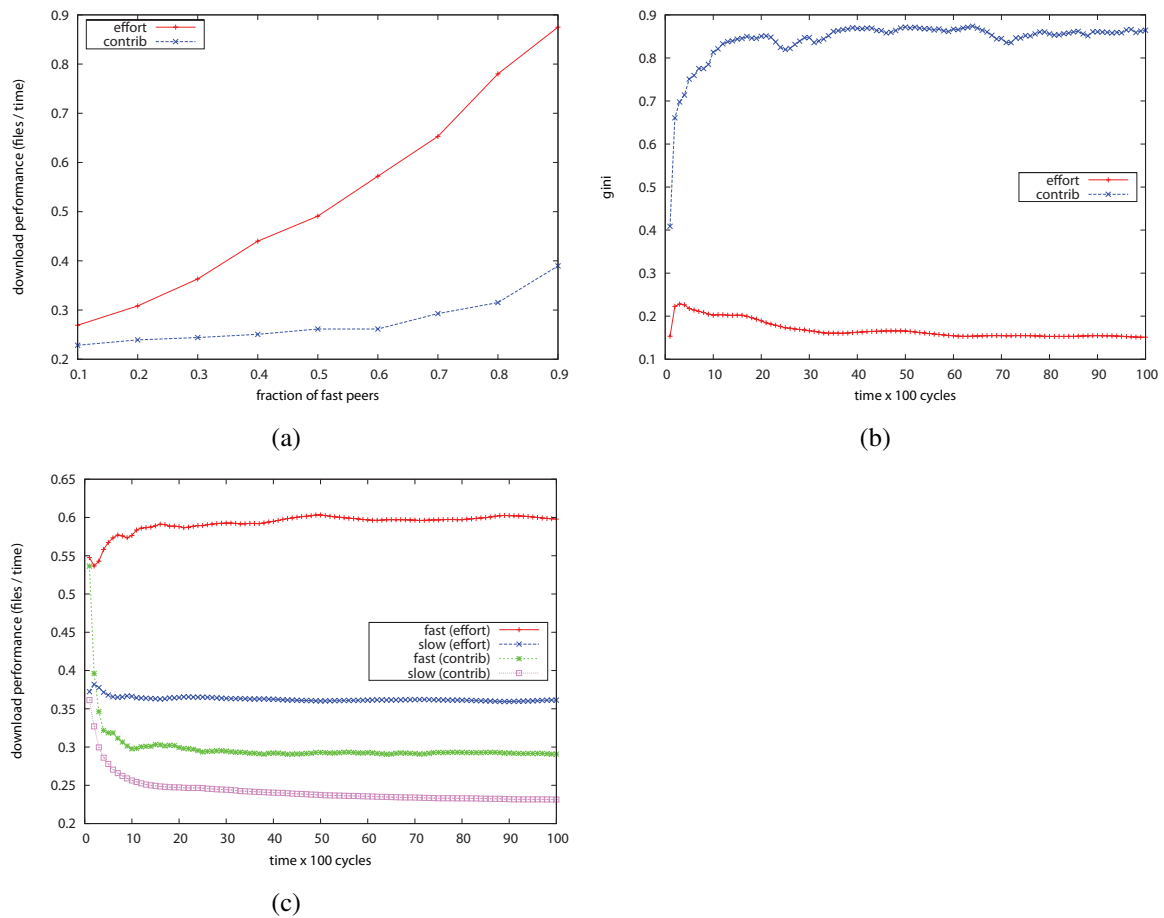 0.9
0.8
0.7
0.6
0.5
0.4
0.3
0.2
download performance (files / time)
effort
contrib
0.1 0.2 0.3 0.4 0.5 0.6 0.7 0.8 0.9
fraction of fast peers
(a)
0.9
0.8
0.7
0.6
0.5
0.4
0.3
0.2
0.1
gini
effort
contrib
0 10 20 30 40 50 60 70 80 90 100
time x 100 cycles
(b)
0.65
0.6
0.55
0.5
0.45
0.4
0.35
0.3
0.25
0.2
download performance (files / time)
fast (effort)
slow (effort)
fast (contrib)
slow (contrib)
0 10 20 30 40 50 60 70 80 90 100
time x 100 cycles
(c)